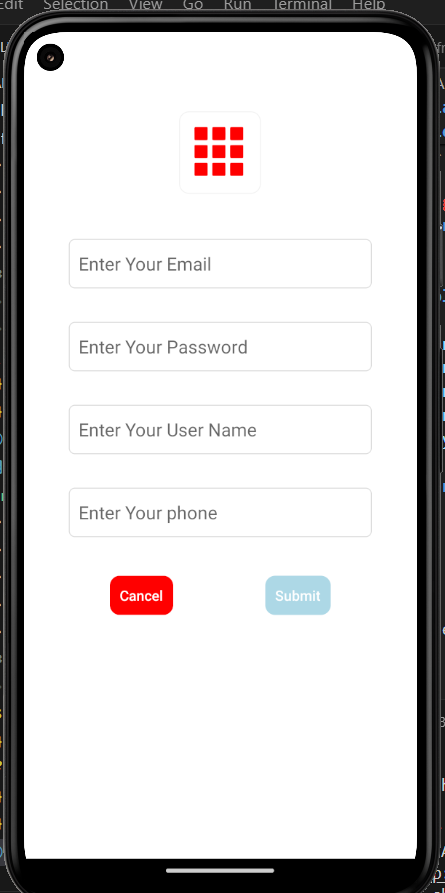 Edit Selection View Go Run Terminal Help
Enter Your Email
Enter Your Password
Enter Your User Name
Enter Your phone
Cancel Submit